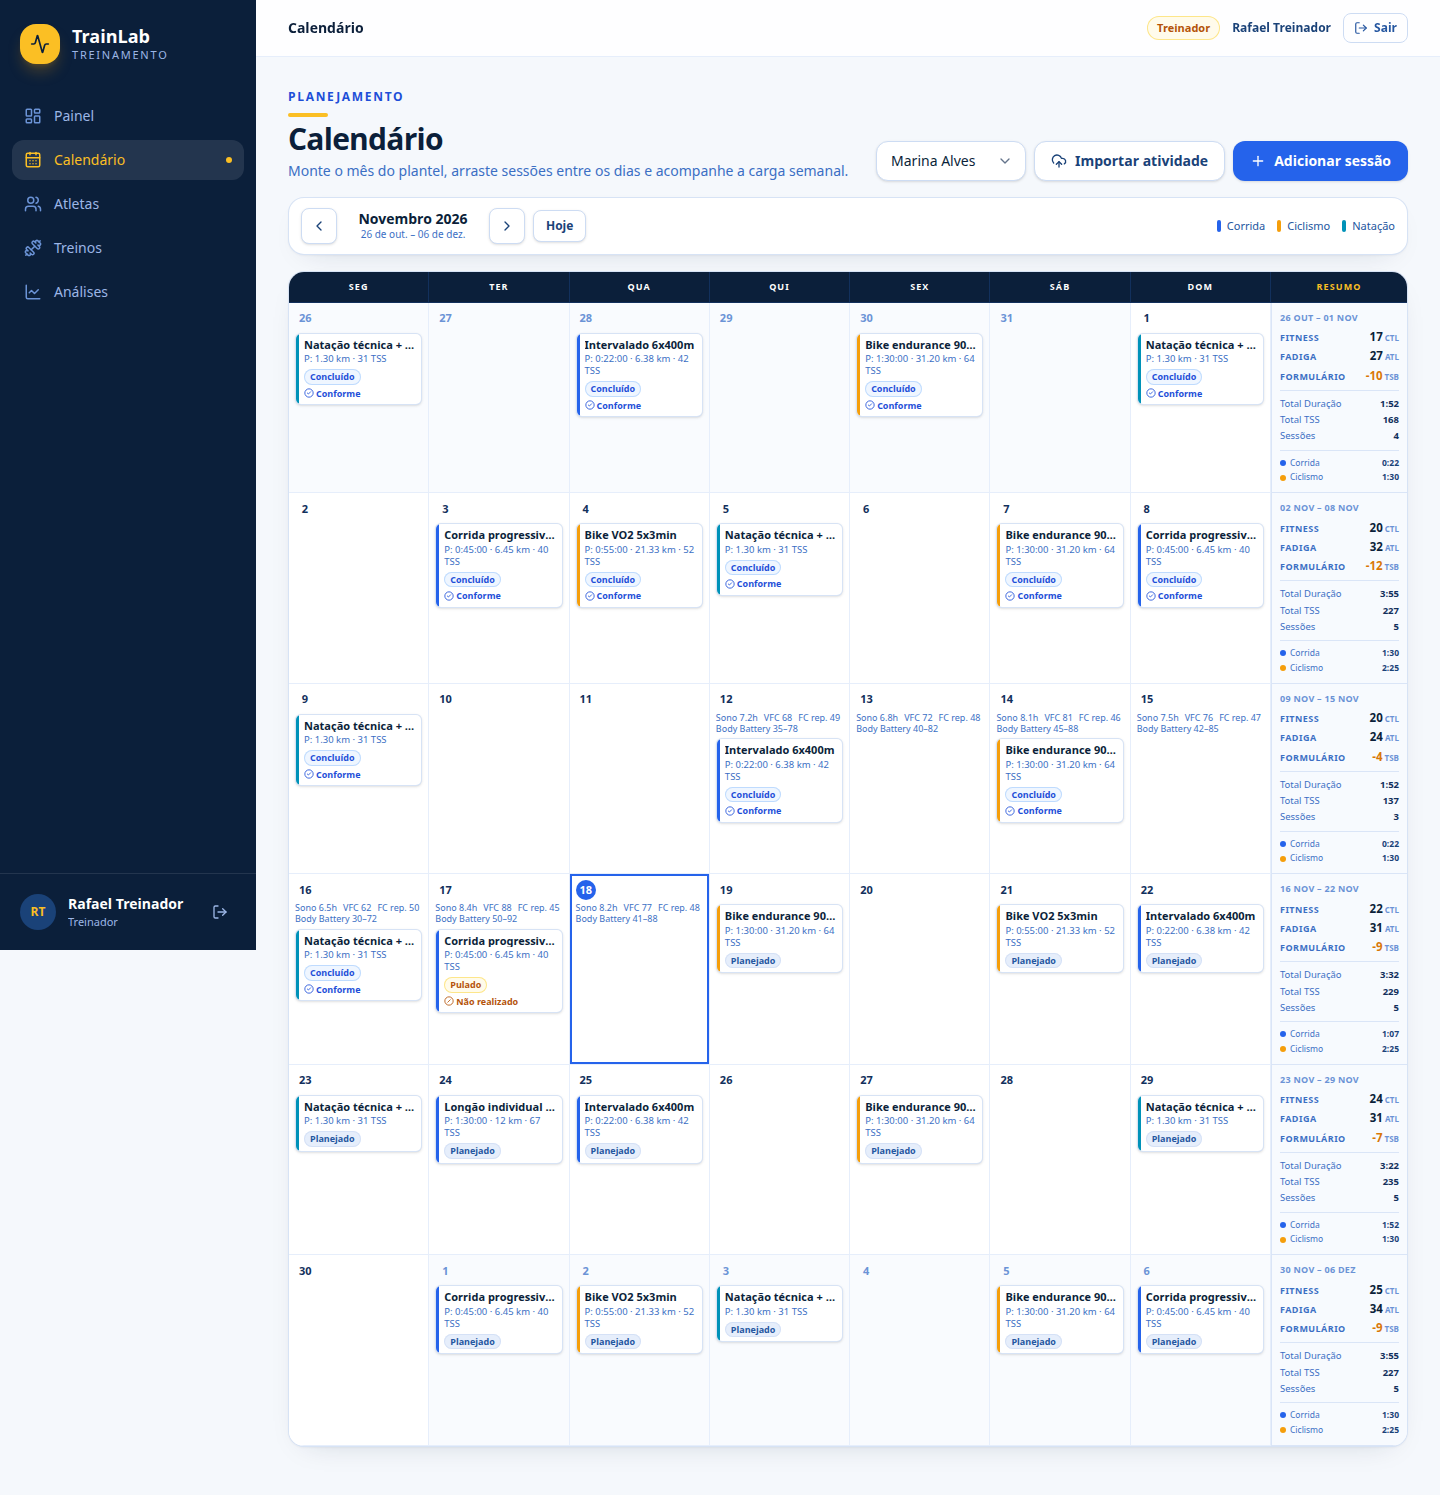 TrainLab
TREINAMENTO
Painel
Calendário
Atletas
Treinos
Análises
RT
Rafael Treinador
Treinador
Calendário
Treinador
Rafael Treinador
Sair
PLANEJAMENTO
Calendário
Monte o mês do plantel, arraste sessões entre os dias e acompanhe a carga semanal.
Marina Alves
Importar atividade
Adicionar sessão
Novembro 2026
26 de out. – 06 de dez.
Hoje
Corrida
Ciclismo
Natação
SEG TER QUA QUI SEX SÁB DOM RESUMO
26
Natação técnica + ...
P: 1.30 km · 31 TSS
Concluído
Conforme
27
28
Intervalado 6x400m
P: 0:22:00 · 6.38 km · 42
TSS
Concluído
Conforme
29
30
Bike endurance 90...
P: 1:30:00 · 31.20 km · 64
TSS
Concluído
Conforme
31
1
Natação técnica + ...
P: 1.30 km · 31 TSS
Concluído
Conforme
26 OUT – 01 NOV
FITNESS 17 CTL
FADIGA 27 ATL
FORMULÁRIO -10 TSB
Total Duração 1:52
Total TSS 168
Sessões 4
Corrida 0:22
Ciclismo 1:30
2
3
Corrida progressiv...
P: 0:45:00 · 6.45 km · 40
TSS
Concluído
Conforme
4
Bike VO2 5x3min
P: 0:55:00 · 21.33 km · 52
TSS
Concluído
Conforme
5
Natação técnica + ...
P: 1.30 km · 31 TSS
Concluído
Conforme
6
7
Bike endurance 90...
P: 1:30:00 · 31.20 km · 64
TSS
Concluído
Conforme
8
Corrida progressiv...
P: 0:45:00 · 6.45 km · 40
TSS
Concluído
Conforme
02 NOV – 08 NOV
FITNESS 20 CTL
FADIGA 32 ATL
FORMULÁRIO -12 TSB
Total Duração 3:55
Total TSS 227
Sessões 5
Corrida 1:30
Ciclismo 2:25
9
Natação técnica + ...
P: 1.30 km · 31 TSS
Concluído
Conforme
10
11
12
Sono 7.2h VFC 68 FC rep. 49
Body Battery 35–78
Intervalado 6x400m
P: 0:22:00 · 6.38 km · 42
TSS
Concluído
Conforme
13
Sono 6.8h VFC 72 FC rep. 48
Body Battery 40–82
14
Sono 8.1h VFC 81 FC rep. 46
Body Battery 45–88
Bike endurance 90...
P: 1:30:00 · 31.20 km · 64
TSS
Concluído
Conforme
15
Sono 7.5h VFC 76 FC rep. 47
Body Battery 42–85
09 NOV – 15 NOV
FITNESS 20 CTL
FADIGA 24 ATL
FORMULÁRIO -4 TSB
Total Duração 1:52
Total TSS 137
Sessões 3
Corrida 0:22
Ciclismo 1:30
16
Sono 6.5h VFC 62 FC rep. 50
Body Battery 30–72
Natação técnica + ...
P: 1.30 km · 31 TSS
Concluído
Conforme
17
Sono 8.4h VFC 88 FC rep. 45
Body Battery 50–92
Corrida progressiv...
P: 0:45:00 · 6.45 km · 40
TSS
Pulado
Não realizado
18
Sono 8.2h VFC 77 FC rep. 48
Body Battery 41–88
19
Bike endurance 90...
P: 1:30:00 · 31.20 km · 64
TSS
Planejado
20
21
Bike VO2 5x3min
P: 0:55:00 · 21.33 km · 52
TSS
Planejado
22
Intervalado 6x400m
P: 0:22:00 · 6.38 km · 42
TSS
Planejado
16 NOV – 22 NOV
FITNESS 22 CTL
FADIGA 31 ATL
FORMULÁRIO -9 TSB
Total Duração 3:32
Total TSS 229
Sessões 5
Corrida 1:07
Ciclismo 2:25
23
Natação técnica + ...
P: 1.30 km · 31 TSS
Planejado
24
Longão individual ...
P: 1:30:00 · 12 km · 67
TSS
Planejado
25
Intervalado 6x400m
P: 0:22:00 · 6.38 km · 42
TSS
Planejado
26
27
Bike endurance 90...
P: 1:30:00 · 31.20 km · 64
TSS
Planejado
28
29
Natação técnica + ...
P: 1.30 km · 31 TSS
Planejado
23 NOV – 29 NOV
FITNESS 24 CTL
FADIGA 31 ATL
FORMULÁRIO -7 TSB
Total Duração 3:22
Total TSS 235
Sessões 5
Corrida 1:52
Ciclismo 1:30
30
1
Corrida progressiv...
P: 0:45:00 · 6.45 km · 40
TSS
Planejado
2
Bike VO2 5x3min
P: 0:55:00 · 21.33 km · 52
TSS
Planejado
3
Natação técnica + ...
P: 1.30 km · 31 TSS
Planejado
4
5
Bike endurance 90...
P: 1:30:00 · 31.20 km · 64
TSS
Planejado
6
Corrida progressiv...
P: 0:45:00 · 6.45 km · 40
TSS
Planejado
30 NOV – 06 DEZ
FITNESS 25 CTL
FADIGA 34 ATL
FORMULÁRIO -9 TSB
Total Duração 3:55
Total TSS 227
Sessões 5
Corrida 1:30
Ciclismo 2:25